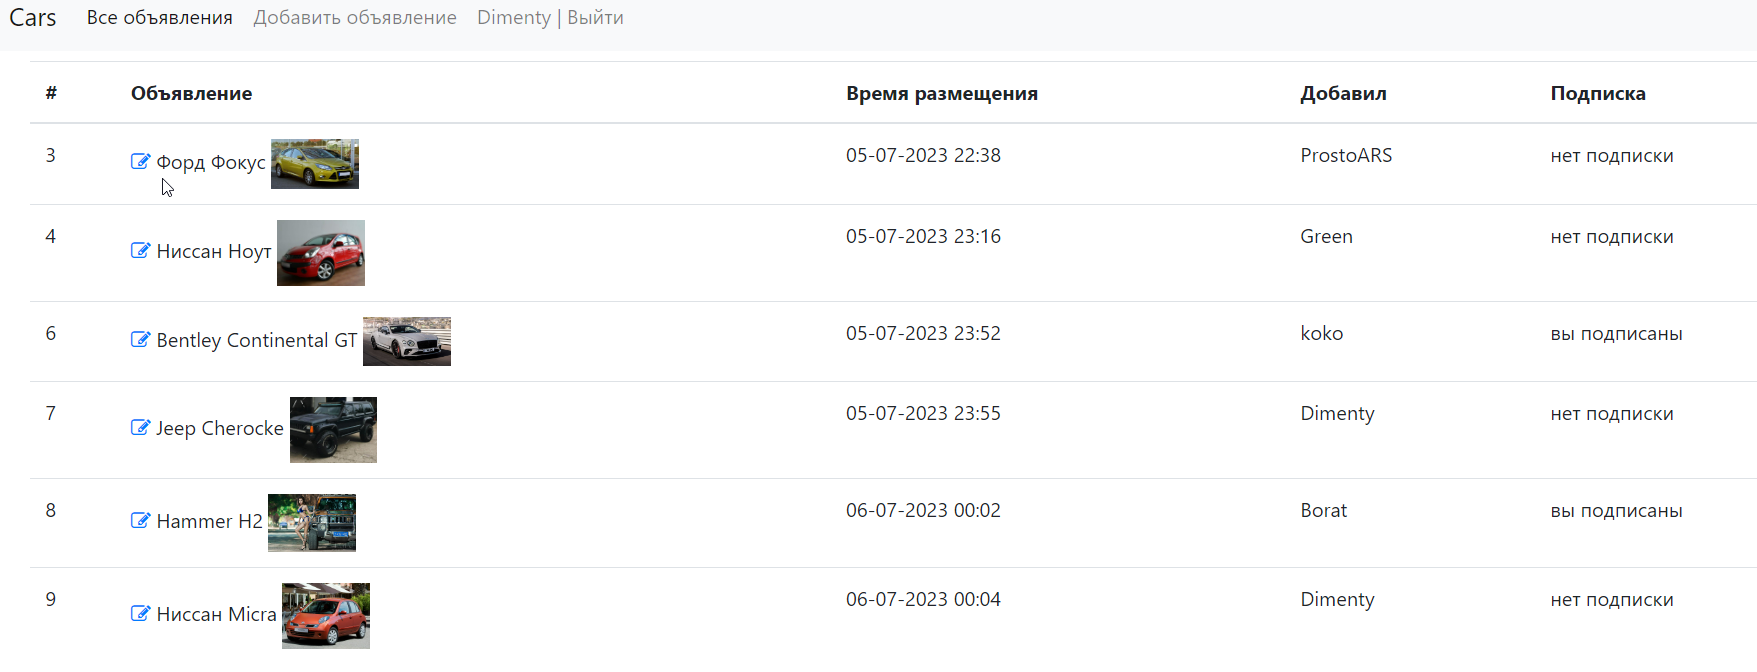 Cars Все объявления Добавить объявление Dimenty | Выйти
# Объявление Время размещения Добавил Подписка
3 Форд Фокус 05-07-2023 22:38 ProstoARS нет подписки
4 Ниссан Ноут 05-07-2023 23:16 Green нет подписки
6 Bentley Continental GT 05-07-2023 23:52 koko вы подписаны
7 Jeep Cherocke 05-07-2023 23:55 Dimenty нет подписки
8 Hammer H2 06-07-2023 00:02 Borat вы подписаны
9 Ниссан Micra 06-07-2023 00:04 Dimenty нет подписки